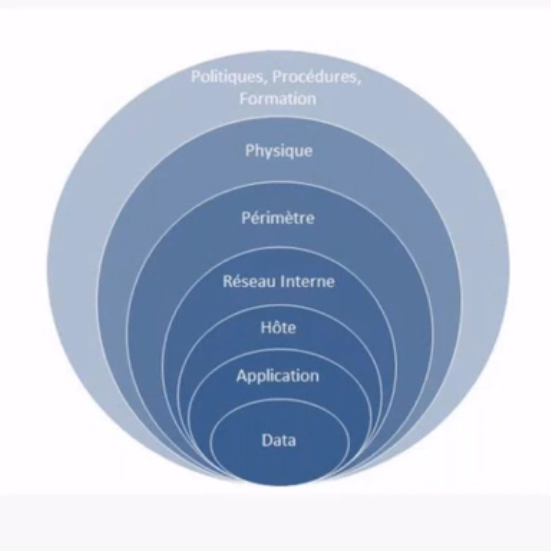 Politiques, Procédures,
Formation
Physique
Périmètre
Réseau Interne
Hôte
Application
Data